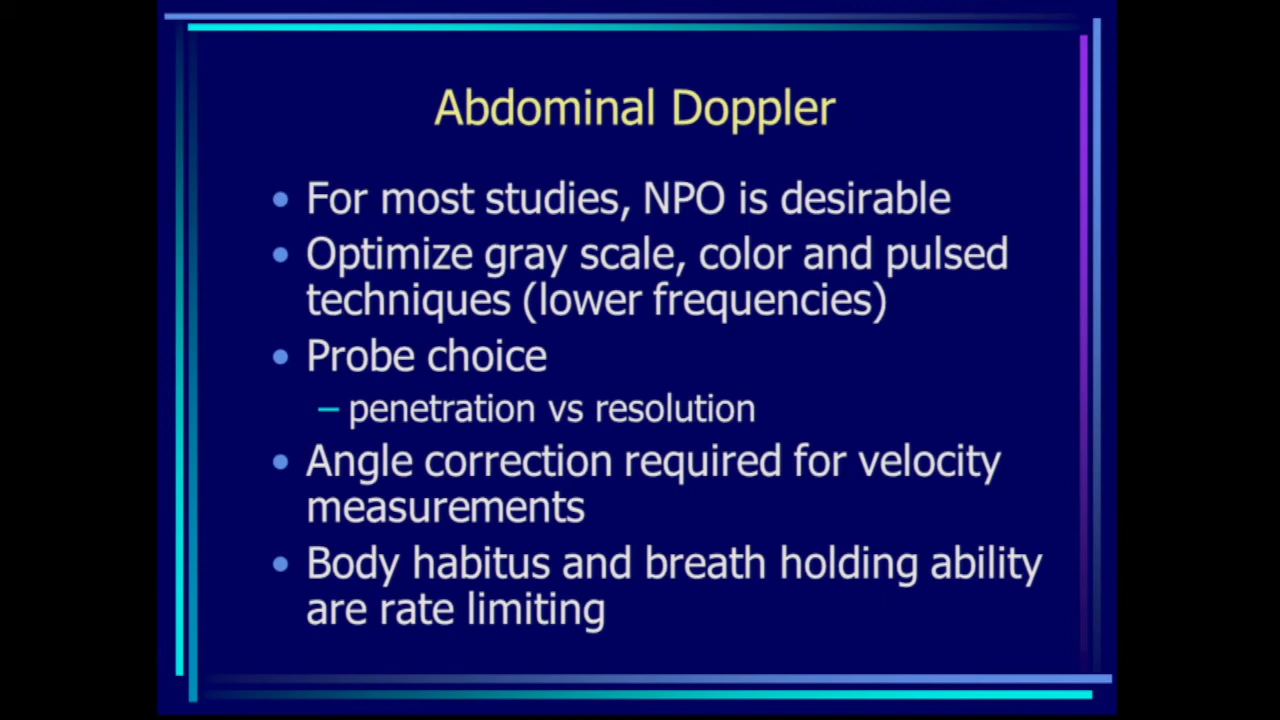 Abdominal Doppler
• For most studies, NPO is desirable
• Optimize gray scale, color and pulsed
techniques (lower frequencies)
• Probe choice
– penetration vs resolution
• Angle correction required for velocity
measurements
• Body habitus and breath holding ability
are rate limiting